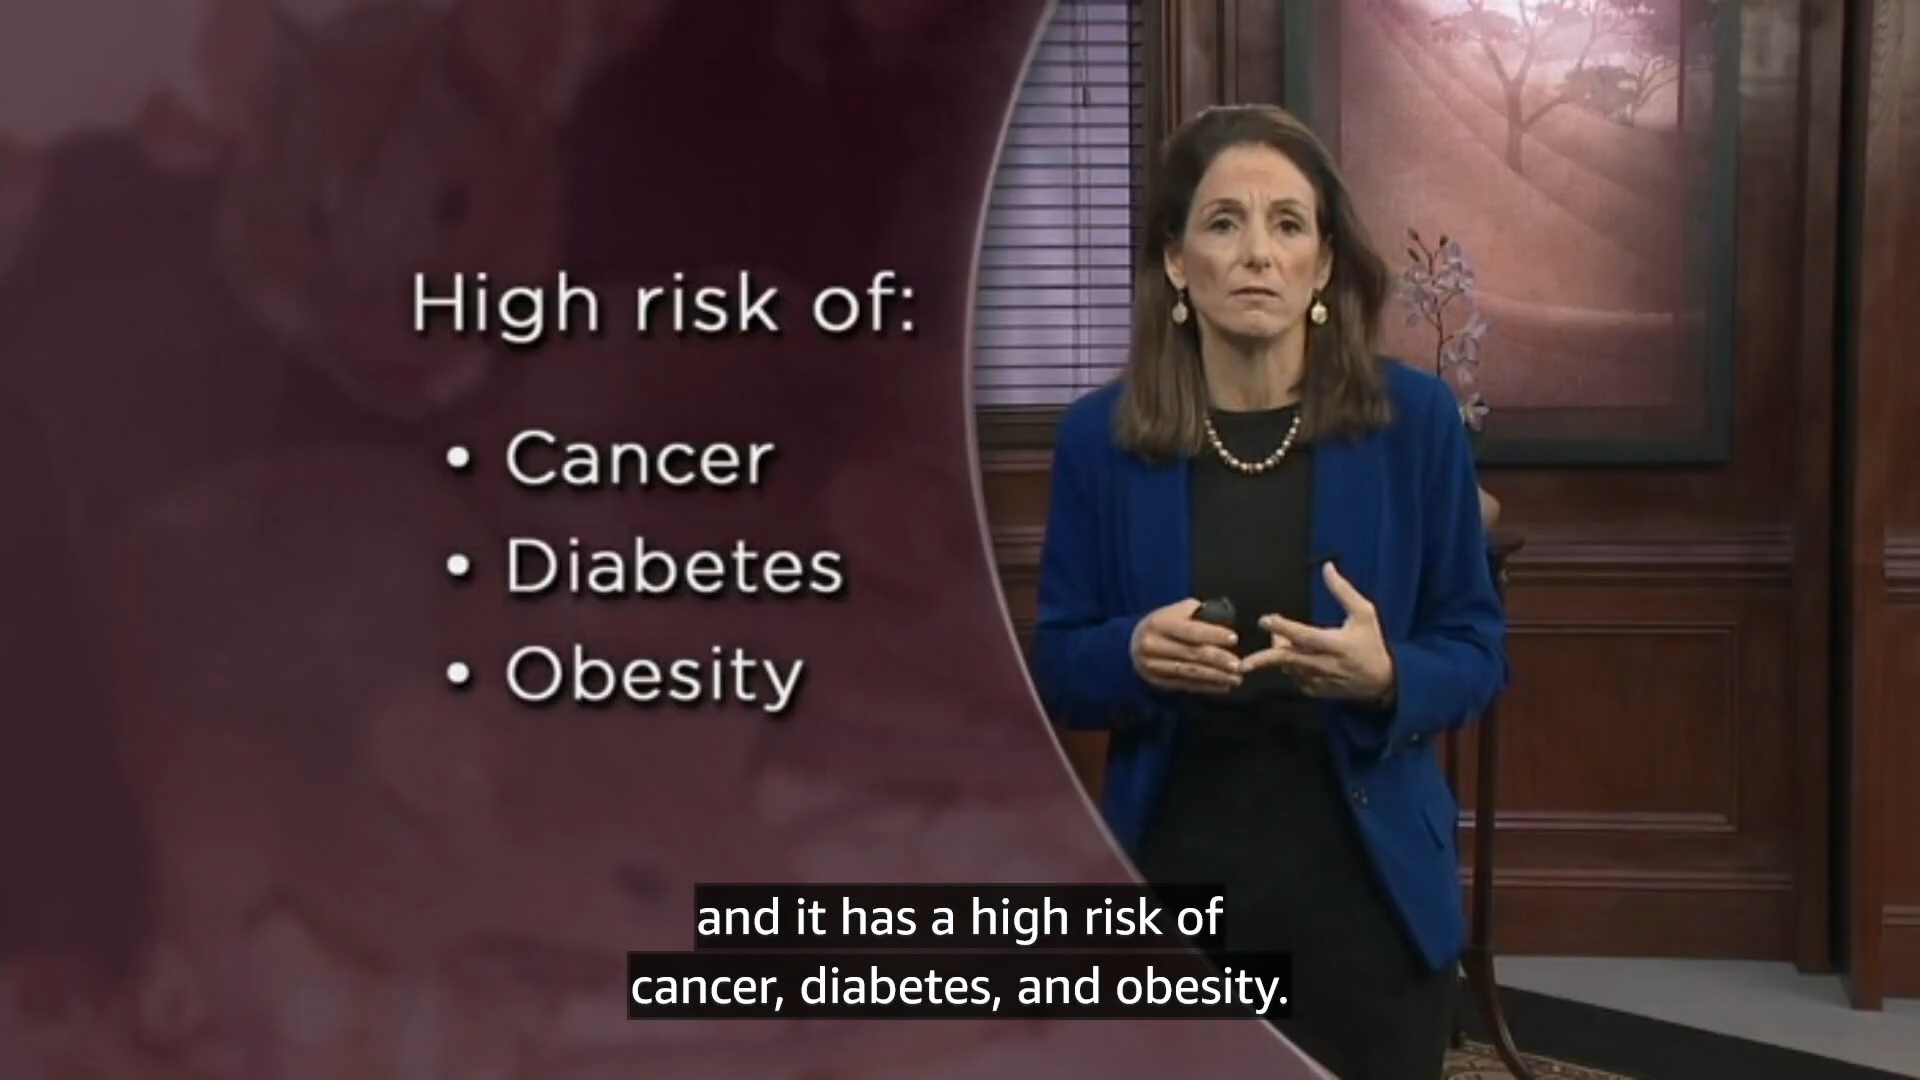 High risk of:
• Cancer
• Diabetes
• Obesity
and it has a high risk of
cancer, diabetes, and obesity.